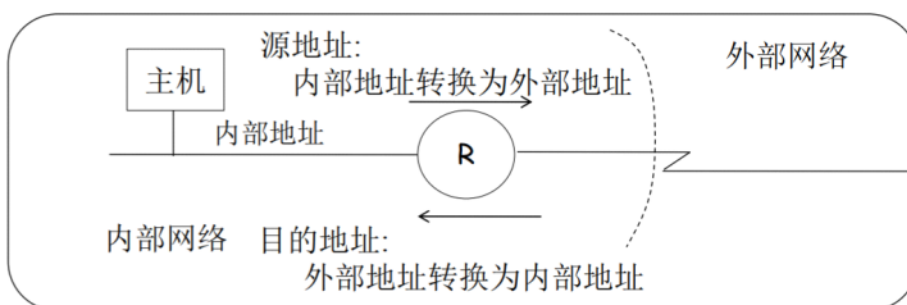 源地址:
内部地址转换为外部地址
外部网络
主机
内部地址
R
内部网络
目的地址:
外部地址转换为内部地址